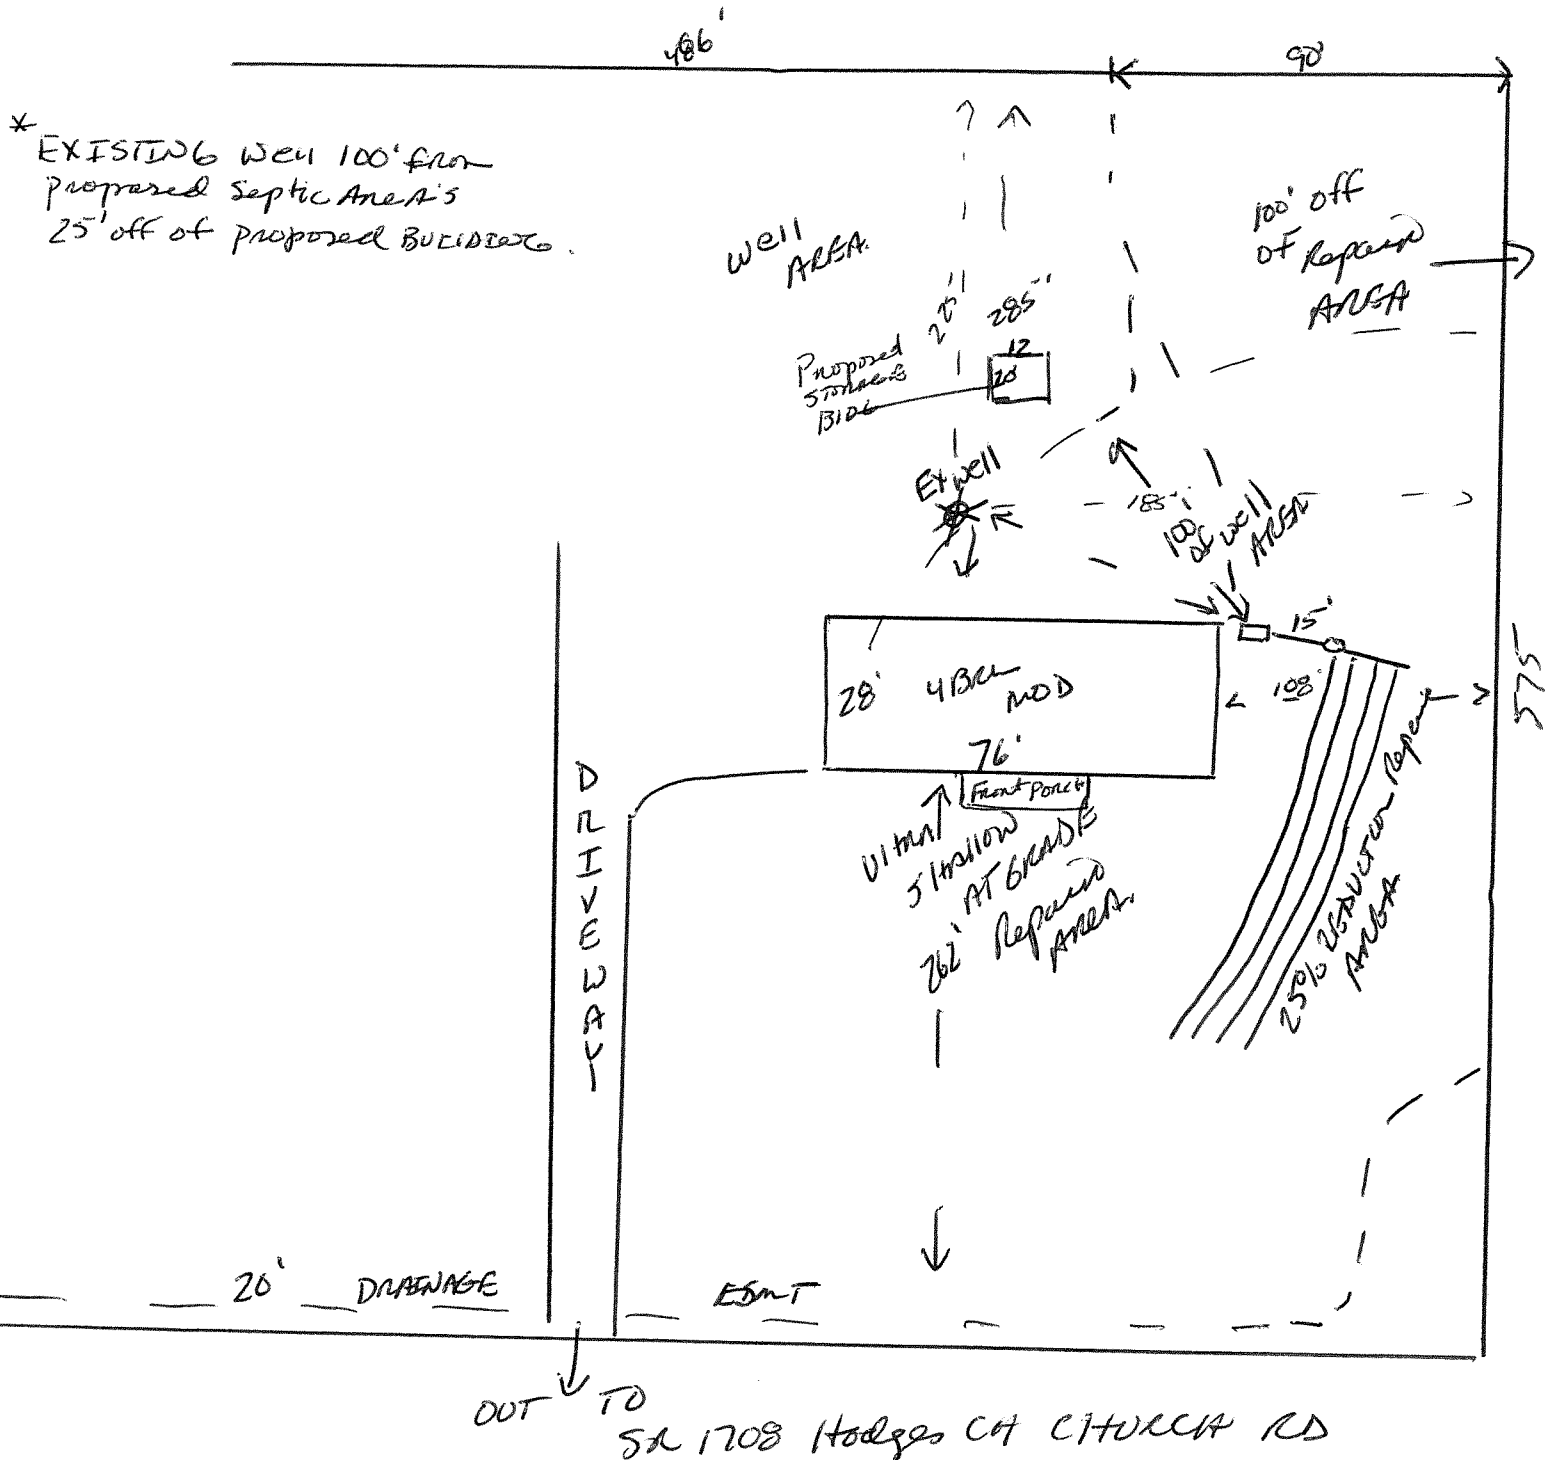 486'
90'
* EXISTING Well 100' from
Proposed Septic Area's
25' off of proposed BUILDING.
Well
AREA.
100' off
of Repair
AREA
225'
285'
Proposed
STORAGE
BLDG
12
20'
Ex well
185'
100'
of well
AREA
15'
28'
4 BRM
MOD
76'
Front Porch
108'
575
Ultra
Shallow
AT GRADE
Repair
AREA.
262'
25% REDUCTION Repair
AREA
DRIVEWAY
20' DRAINAGE ESMT
OUT TO
SR 1708 Hodges CH CHURCH RD